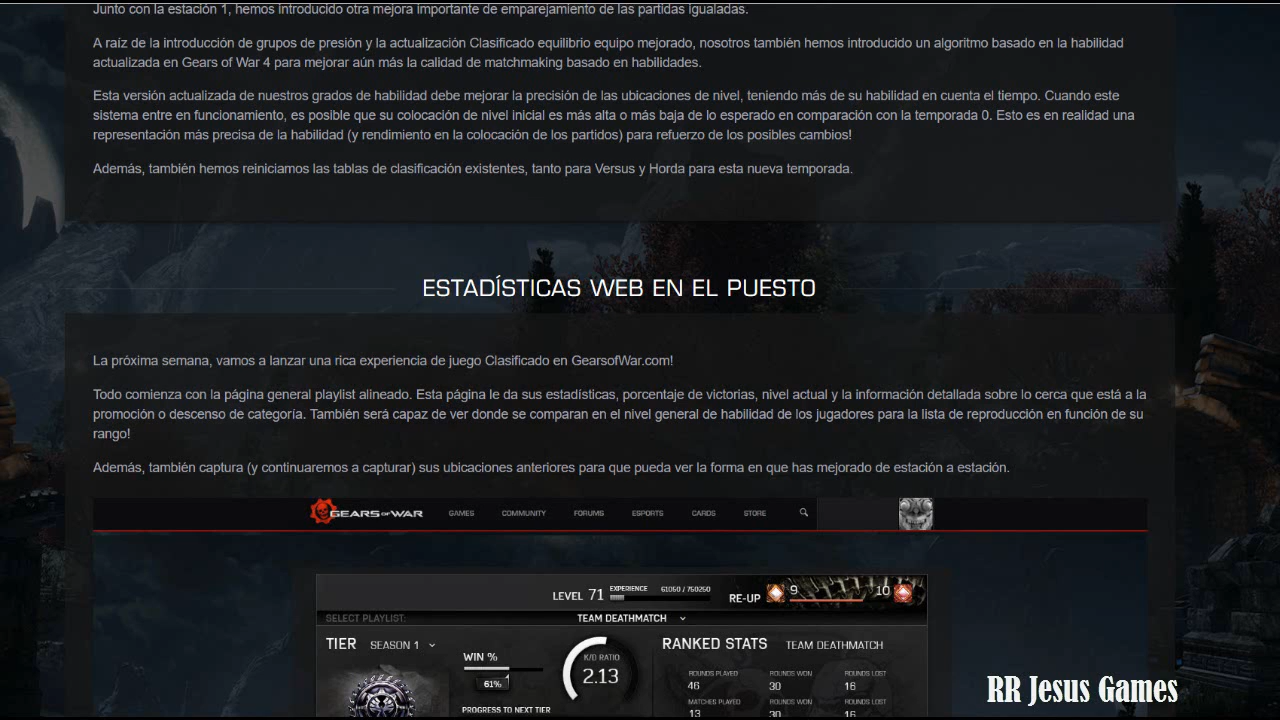 Junto con la estación 1, hemos introducido otra mejora importante de emparejamiento de las partidas igualadas.
A raíz de la introducción de grupos de presión y la actualización Clasificado equilibrio equipo mejorado, nosotros también hemos introducido un algoritmo basado en la habilidad
actualizada en Gears of War 4 para mejorar aún más la calidad de matchmaking basado en habilidades.
Esta versión actualizada de nuestros grados de habilidad debe mejorar la precisión de las ubicaciones de nivel, teniendo más de su habilidad en cuenta el tiempo. Cuando este
sistema entre en funcionamiento, es posible que su colocación de nivel inicial es más alta o más baja de lo esperado en comparación con la temporada 0. Esto es en realidad una
representación más precisa de la habilidad (y rendimiento en la colocación de los partidos) para refuerzo de los posibles cambios!
Además, también hemos reiniciamos las tablas de clasificación existentes, tanto para Versus y Horda para esta nueva temporada.
ESTADÍSTICAS WEB EN EL PUESTO
La próxima semana, vamos a lanzar una rica experiencia de juego Clasificado en GearsofWar.com!
Todo comienza con la página general playlist alineado. Esta página le da sus estadísticas, porcentaje de victorias, nivel actual y la información detallada sobre lo cerca que está a la
promoción o descenso de categoría. También será capaz de ver donde se comparan en el nivel general de habilidad de los jugadores para la lista de reproducción en función de su
rango!
Además, también captura (y continuaremos a capturar) sus ubicaciones anteriores para que pueda ver la forma en que has mejorado de estación a estación.
GEARS OF WAR GAMES COMMUNITY FORUMS ESPORTS CARDS STORE
LEVEL 71 EXPERIENCE 61050 / 750250 RE-UP 9 10
SELECT PLAYLIST: TEAM DEATHMATCH
TIER SEASON 1 WIN % 61% K/D RATIO 2.13 RANKED STATS TEAM DEATHMATCH
ROUNDS PLAYED ROUNDS WON ROUNDS LOST
46 30 16
MATCHES PLAYED ROUNDS WON ROUNDS LOST
13 30 16
PROGRESS TO NEXT TIER
RR Jesus Games